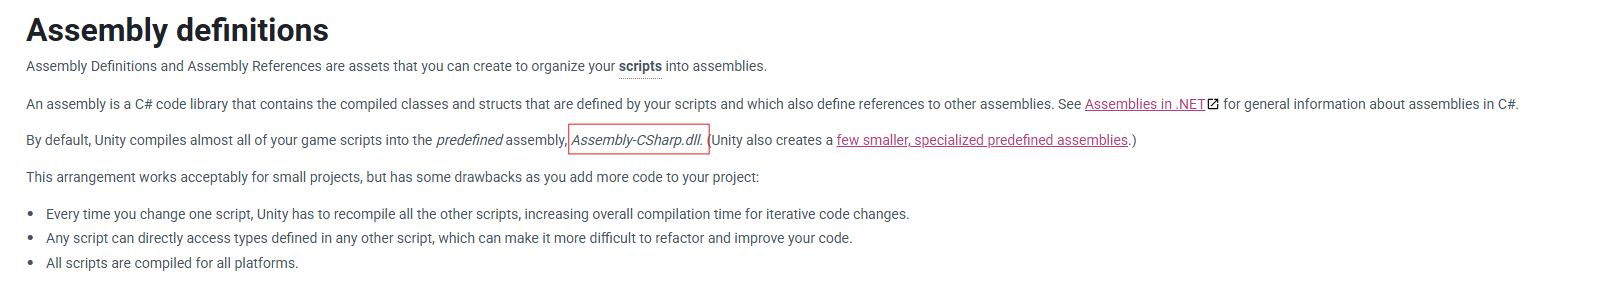 Assembly definitions
Assembly Definitions and Assembly References are assets that you can create to organize your scripts into assemblies.
An assembly is a C# code library that contains the compiled classes and structs that are defined by your scripts and which also define references to other assemblies. See Assemblies in .NET for general information about assemblies in C#.
By default, Unity compiles almost all of your game scripts into the predefined assembly, Assembly-CSharp.dll. (Unity also creates a few smaller, specialized predefined assemblies.)
This arrangement works acceptably for small projects, but has some drawbacks as you add more code to your project:
• Every time you change one script, Unity has to recompile all the other scripts, increasing overall compilation time for iterative code changes.
• Any script can directly access types defined in any other script, which can make it more difficult to refactor and improve your code.
• All scripts are compiled for all platforms.